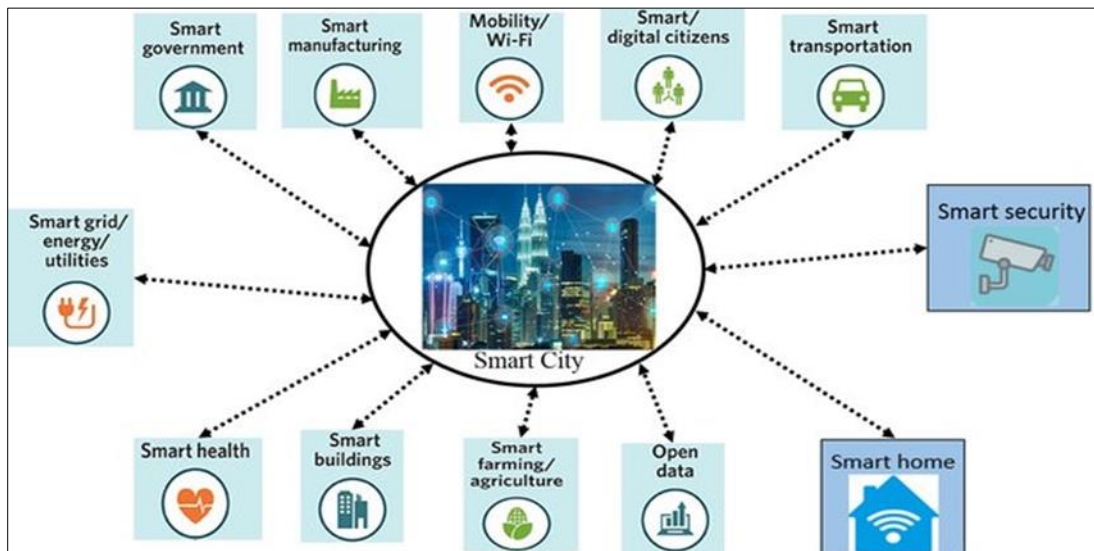 Smart
government
Smart
manufacturing
Mobility/
Wi-Fi
Smart/
digital citizens
Smart
transportation
Smart grid/
energy/
utilities
Smart security
Smart City
Smart health
Smart
buildings
Smart
farming/
agriculture
Open
data
Smart home